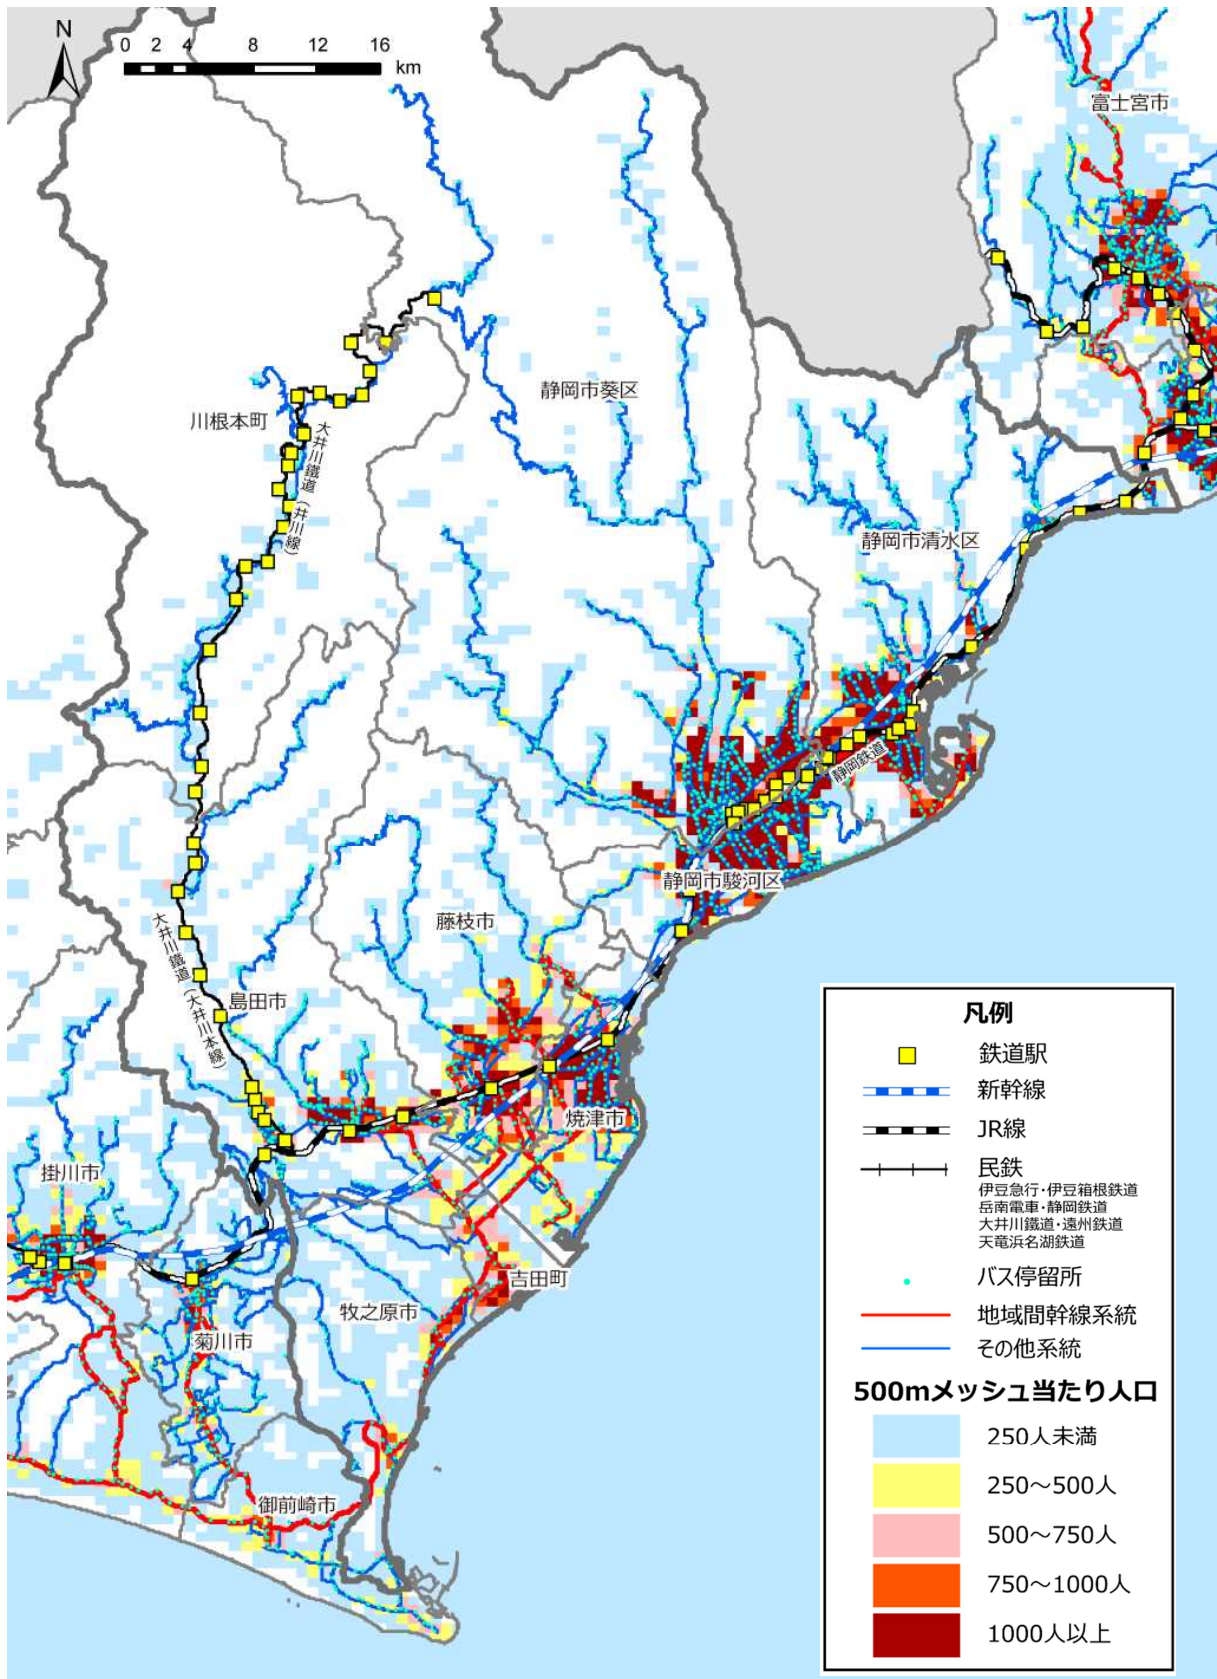 N
0 2 4 8 12 16
km
富士宮市
静岡市葵区
川根本町
大井川鐵道(井川線)
静岡市清水区
静岡鉄道
静岡市駿河区
藤枝市
大井川鐵道(大井川本線)
島田市
焼津市
掛川市
吉田町
牧之原市
菊川市
御前崎市
凡例
鉄道駅
新幹線
JR線
民鉄
伊豆急行・伊豆箱根鉄道
岳南電車・静岡鉄道
大井川鐵道・遠州鉄道
天竜浜名湖鉄道
バス停留所
地域間幹線系統
その他系統
500mメッシュ当たり人口
250人未満
250～500人
500～750人
750～1000人
1000人以上